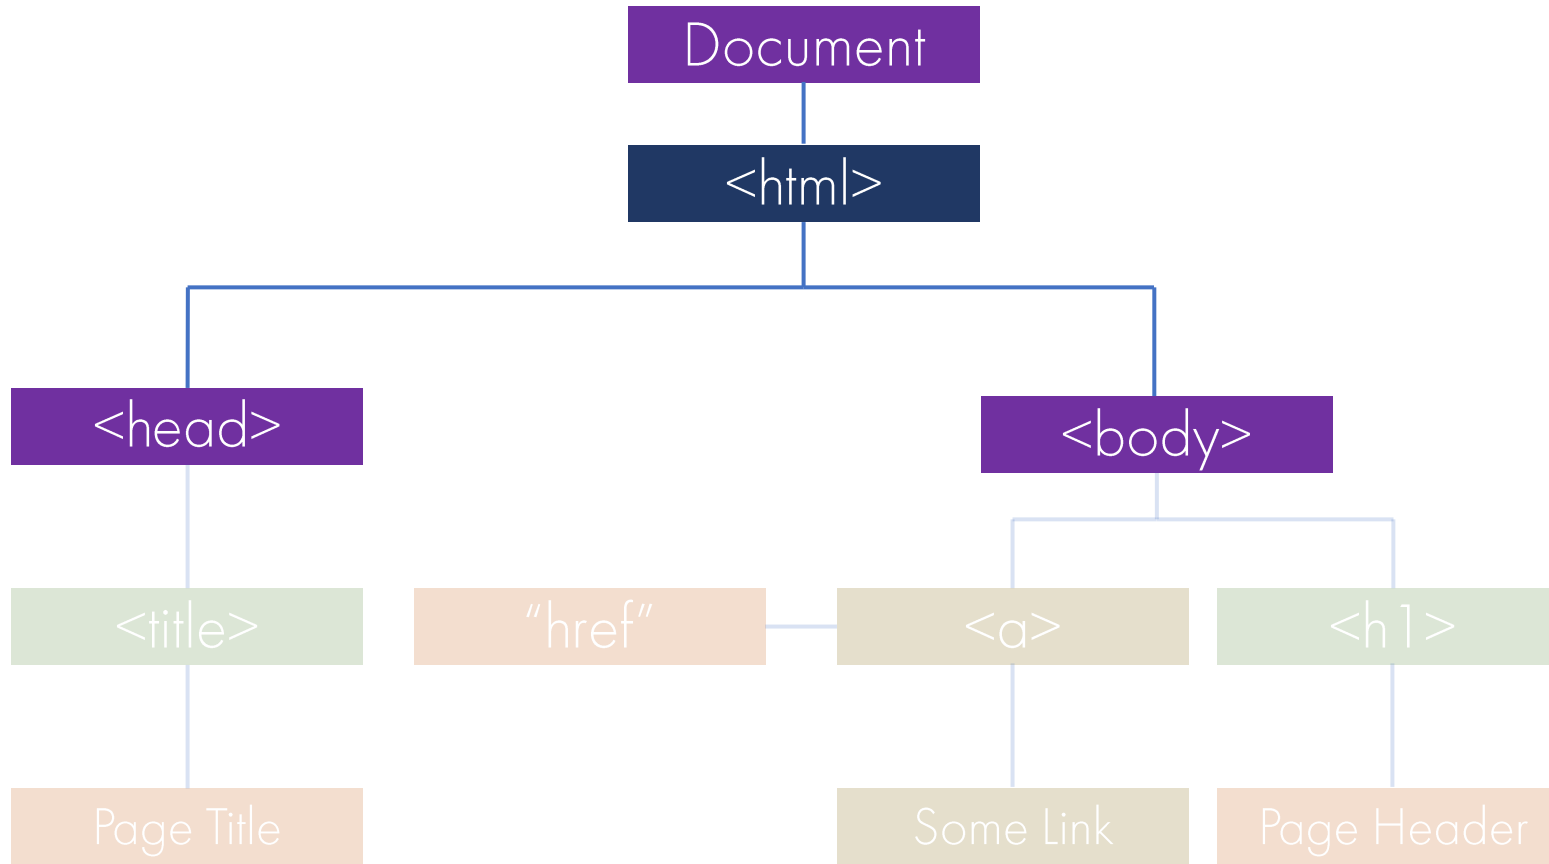 Document
<html>
<head>
<body>
<title>
“href”
<a>
<h1>
Page Title
Some Link
Page Header